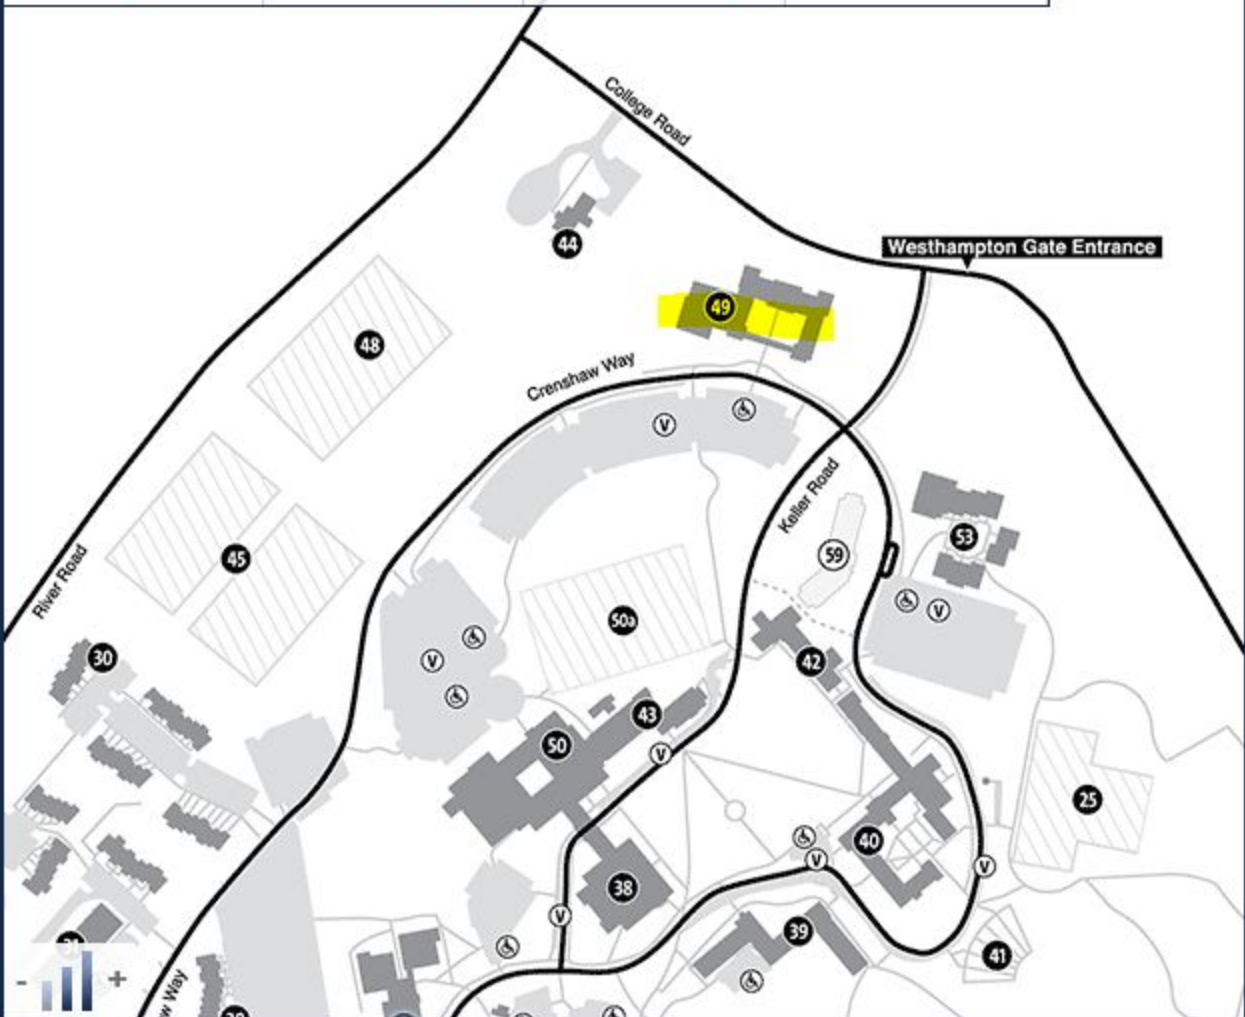 College Road
Westhampton Gate Entrance
44
49
48
Crenshaw Way
V
Keller Road
53
59
45
River Road
V
50a
30
V
42
43
50
V
25
40
V
V
38
V
39
41
- +
w Way